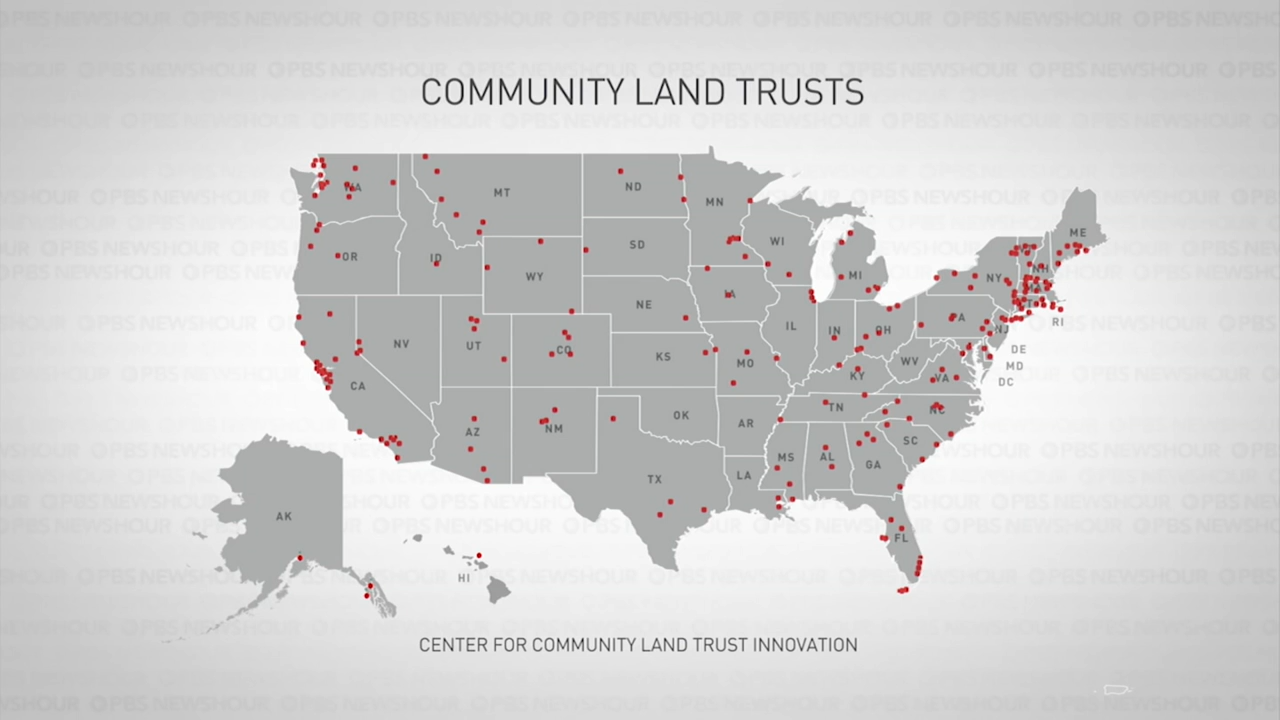 PBS NEWSHOUR
COMMUNITY LAND TRUSTS
WA
MT
ND
MN
ME
OR
ID
SD
WI
WY
MI
NY
NH
NE
IA
PA
NJ
RI
NV
UT
CO
IL
IN
OH
DE
MD
DC
CA
KS
MO
KY
WV
VA
AZ
NM
OK
AR
TN
NC
SC
TX
LA
MS
AL
GA
AK
HI
FL
CENTER FOR COMMUNITY LAND TRUST INNOVATION